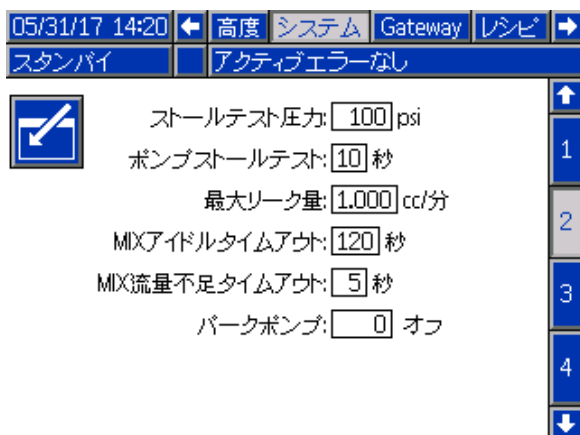 05/31/17 14:20 高度 システム Gateway レシピ
スタンバイ アクティブエラーなし
ストールテスト圧力: 100 psi
ポンプストールテスト: 10 秒
1
最大リーク量: 1.000 cc/分
2
MIXアイドルタイムアウト: 120 秒
MIX流量不足タイムアウト: 5 秒
3
パークポンプ: 0 オフ
4